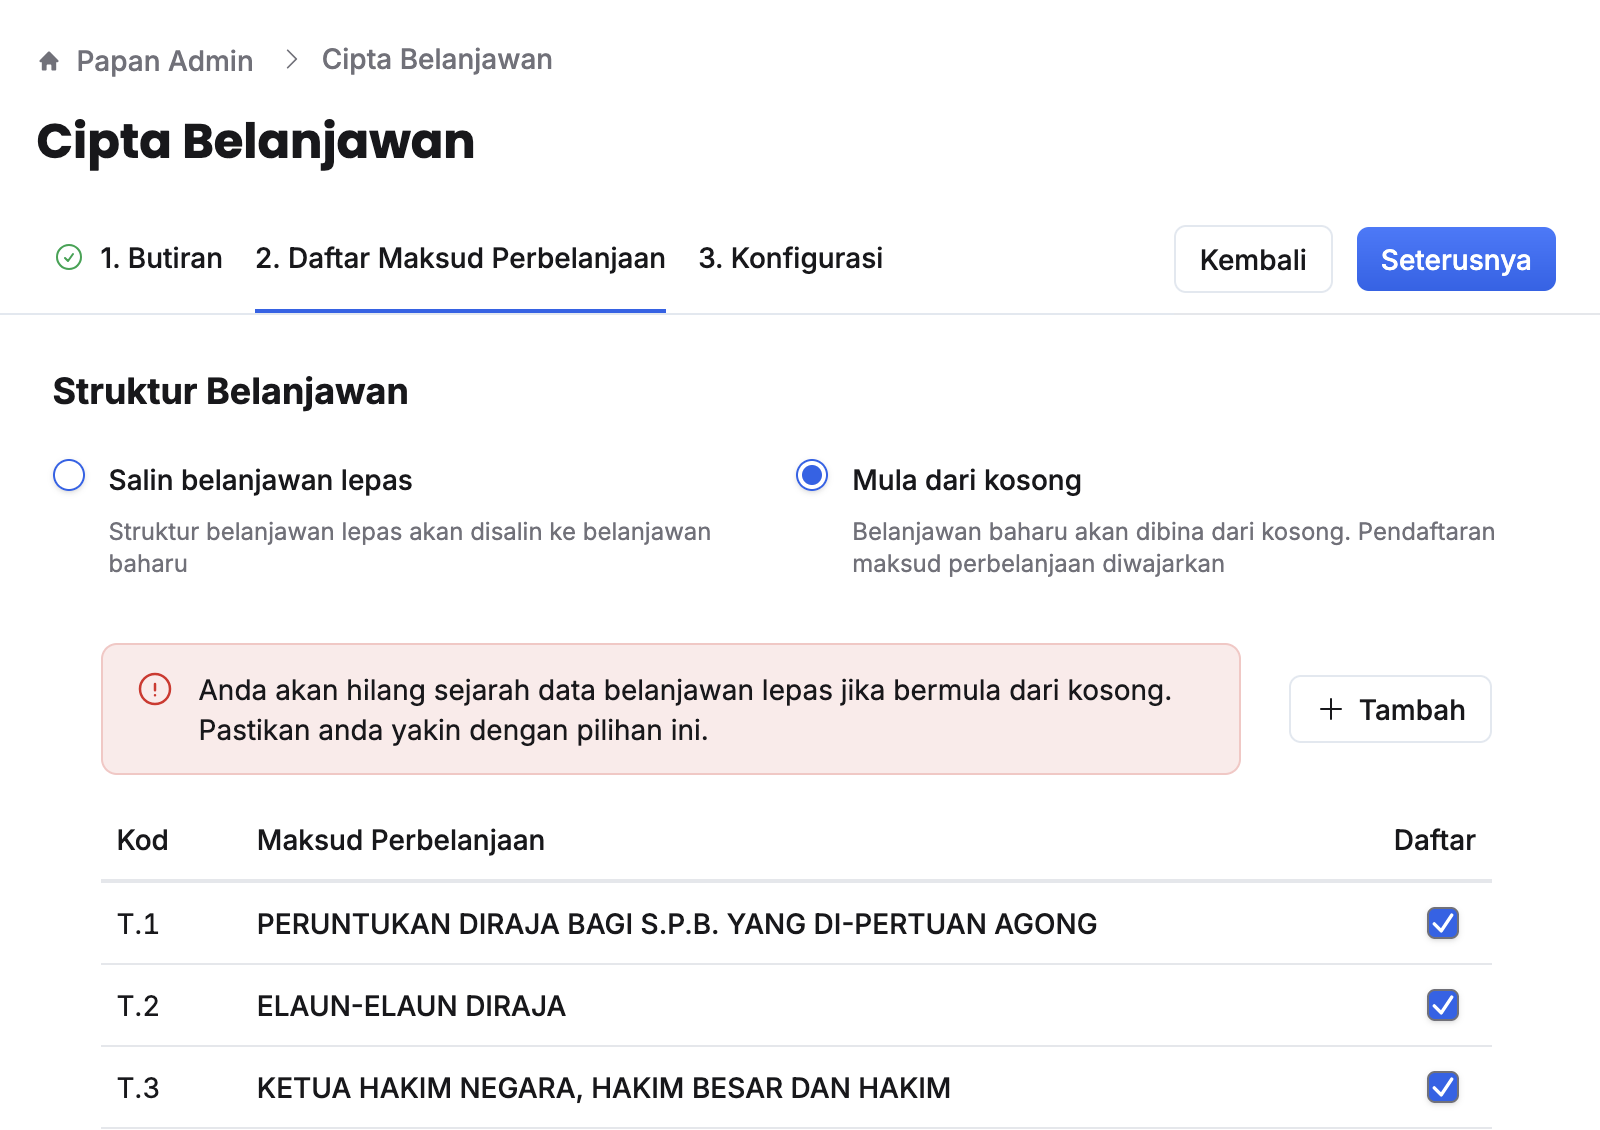 Papan Admin > Cipta Belanjawan
Cipta Belanjawan
1. Butiran 2. Daftar Maksud Perbelanjaan 3. Konfigurasi Kembali Seterusnya
Struktur Belanjawan
Salin belanjawan lepas
Struktur belanjawan lepas akan disalin ke belanjawan
baharu
Mula dari kosong
Belanjawan baharu akan dibina dari kosong. Pendaftaran
maksud perbelanjaan diwajarkan
Anda akan hilang sejarah data belanjawan lepas jika bermula dari kosong.
Pastikan anda yakin dengan pilihan ini.
+ Tambah
Kod Maksud Perbelanjaan Daftar
T.1 PERUNTUKAN DIRAJA BAGI S.P.B. YANG DI-PERTUAN AGONG
T.2 ELAUN-ELAUN DIRAJA
T.3 KETUA HAKIM NEGARA, HAKIM BESAR DAN HAKIM